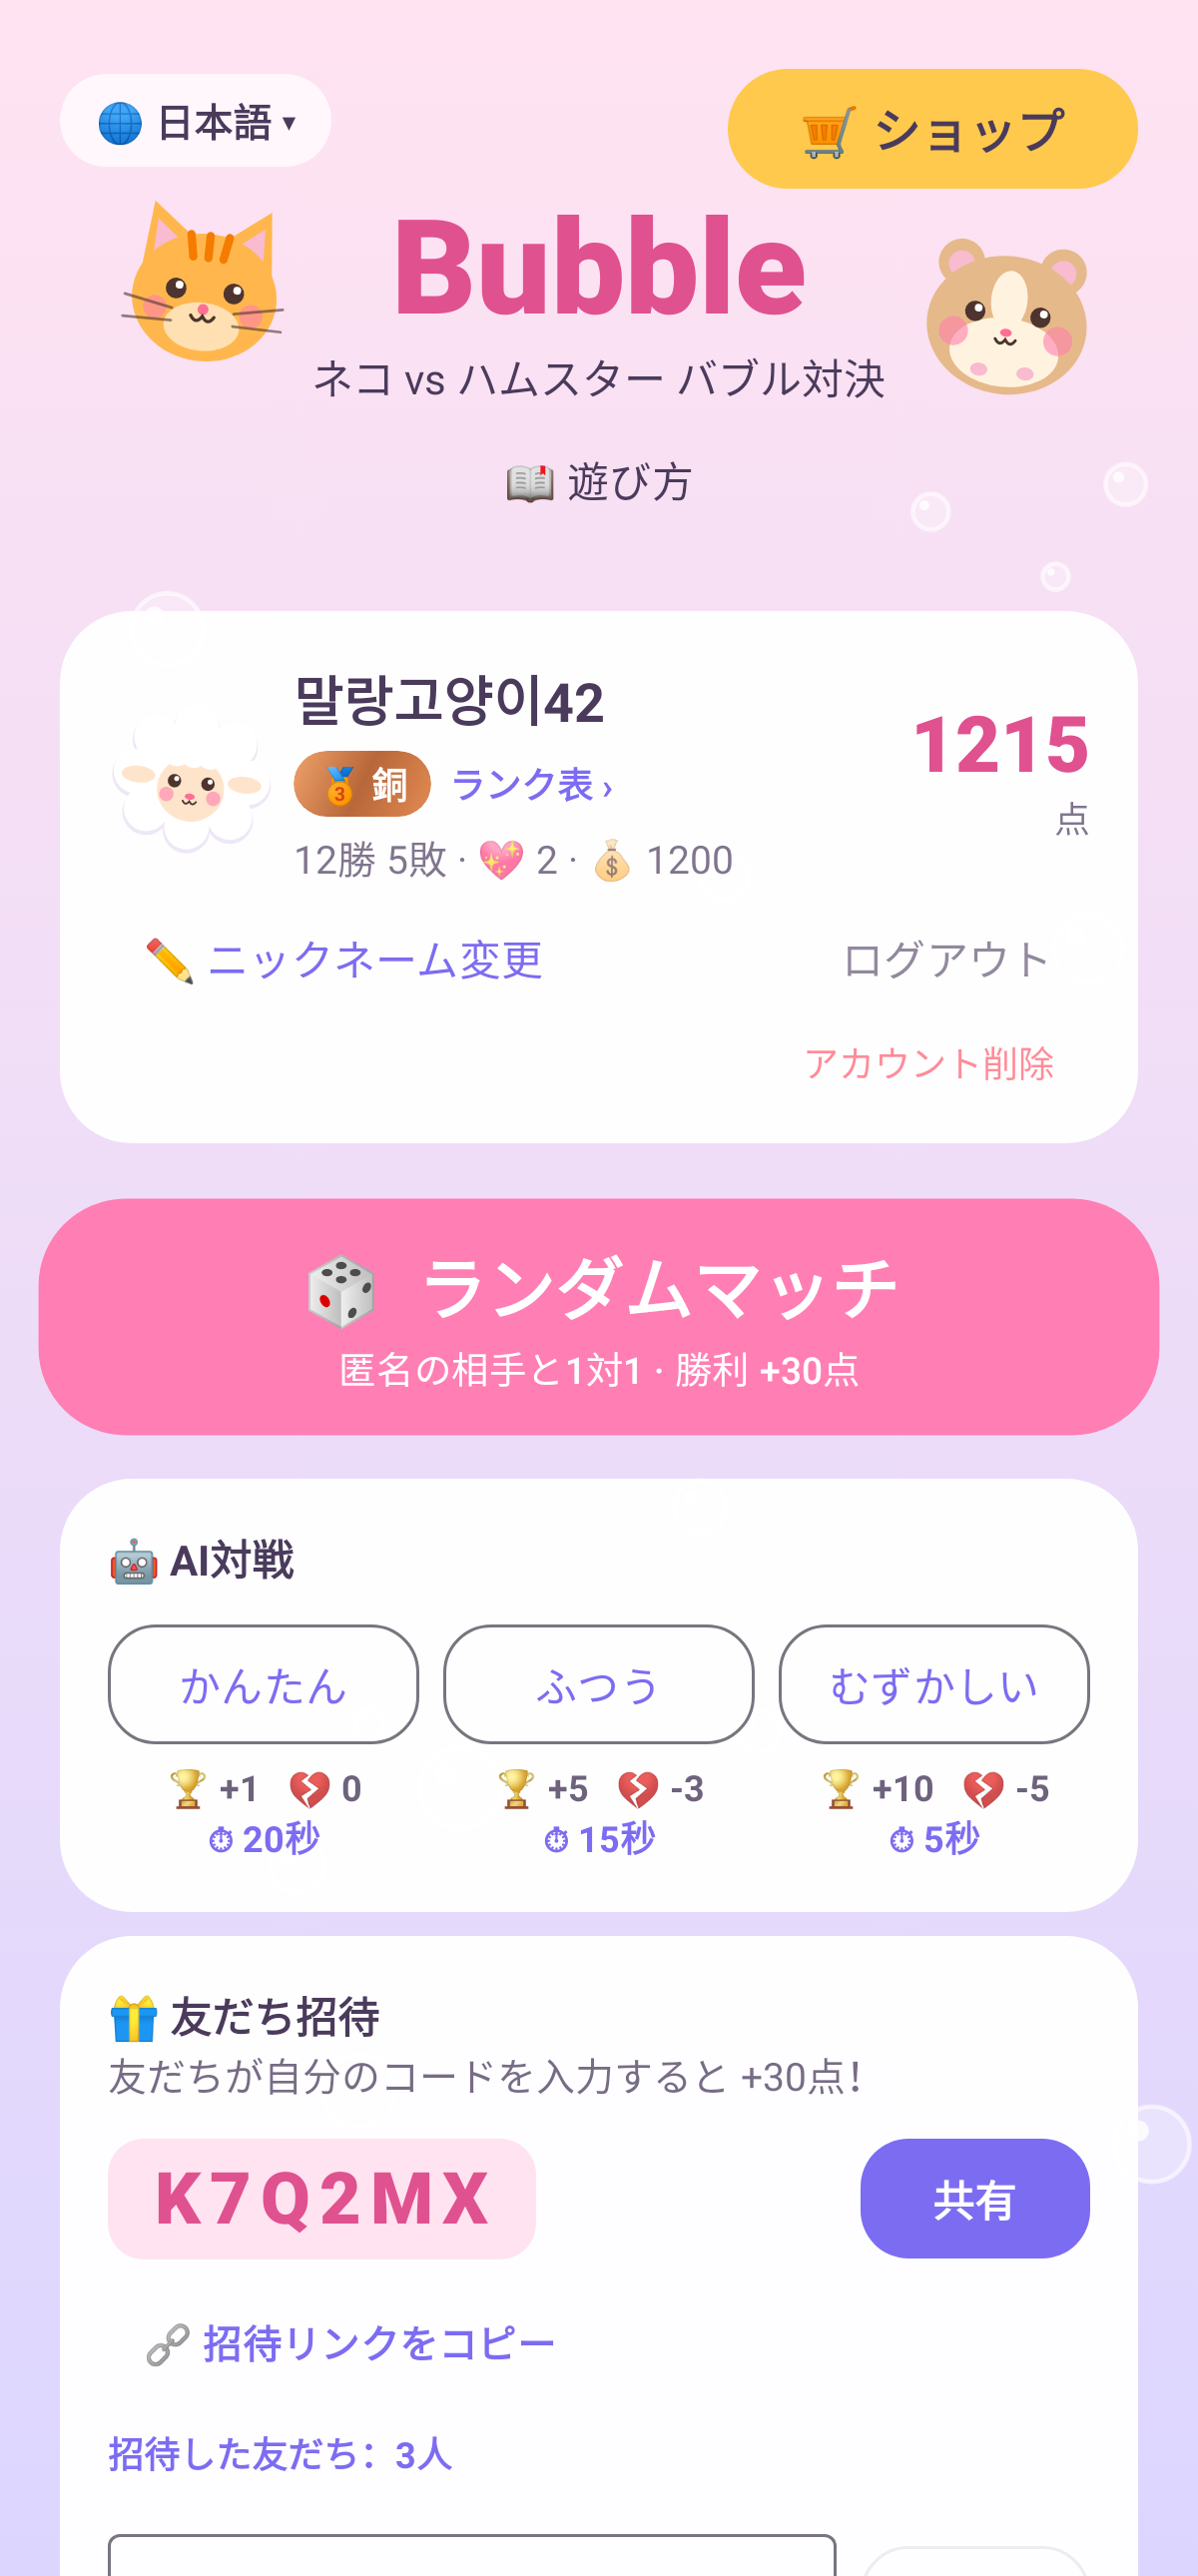 🌐 日本語 ▾
🛒 ショップ
Bubble
ネコ vs ハムスター バブル対決
📖 遊び方
말랑고양이42
🥉 銅 ランク表 ›
1215
点
12勝 5敗 · 💖 2 · 💰 1200
✏️ ニックネーム変更
ログアウト
アカウント削除
🎲 ランダムマッチ
匿名の相手と1対1 · 勝利 +30点
🤖 AI対戦
かんたん ふつう むずかしい
🏆 +1 💔 0 🏆 +5 💔 -3 🏆 +10 💔 -5
⏱ 20秒 ⏱ 15秒 ⏱ 5秒
🎁 友だち招待
友だちが自分のコードを入力すると +30点!
K7Q2MX
共有
🔗 招待リンクをコピー
招待した友だち: 3人